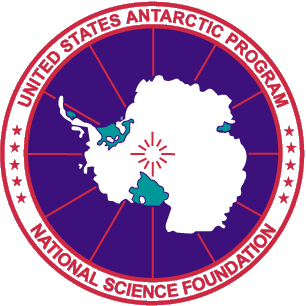 UNITED STATES ANTARCTIC PROGRAM
NATIONAL SCIENCE FOUNDATION